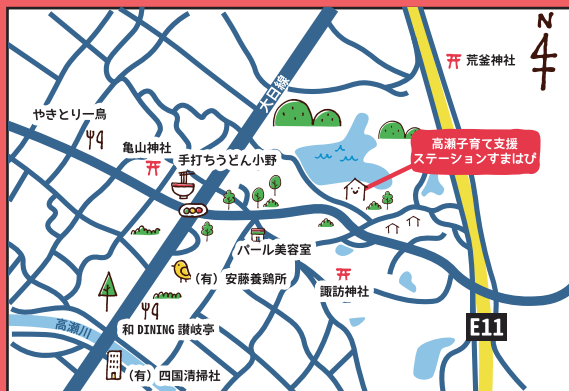 N
荒釜神社
大日線
やきとり一鳥
亀山神社
手打ちうどん小野
高瀬子育て支援
ステーションすまはぴ
パール美容室
(有)安藤養鶏所
諏訪神社
高瀬川
和 DINING 讃岐亭
E11
(有)四国清掃社